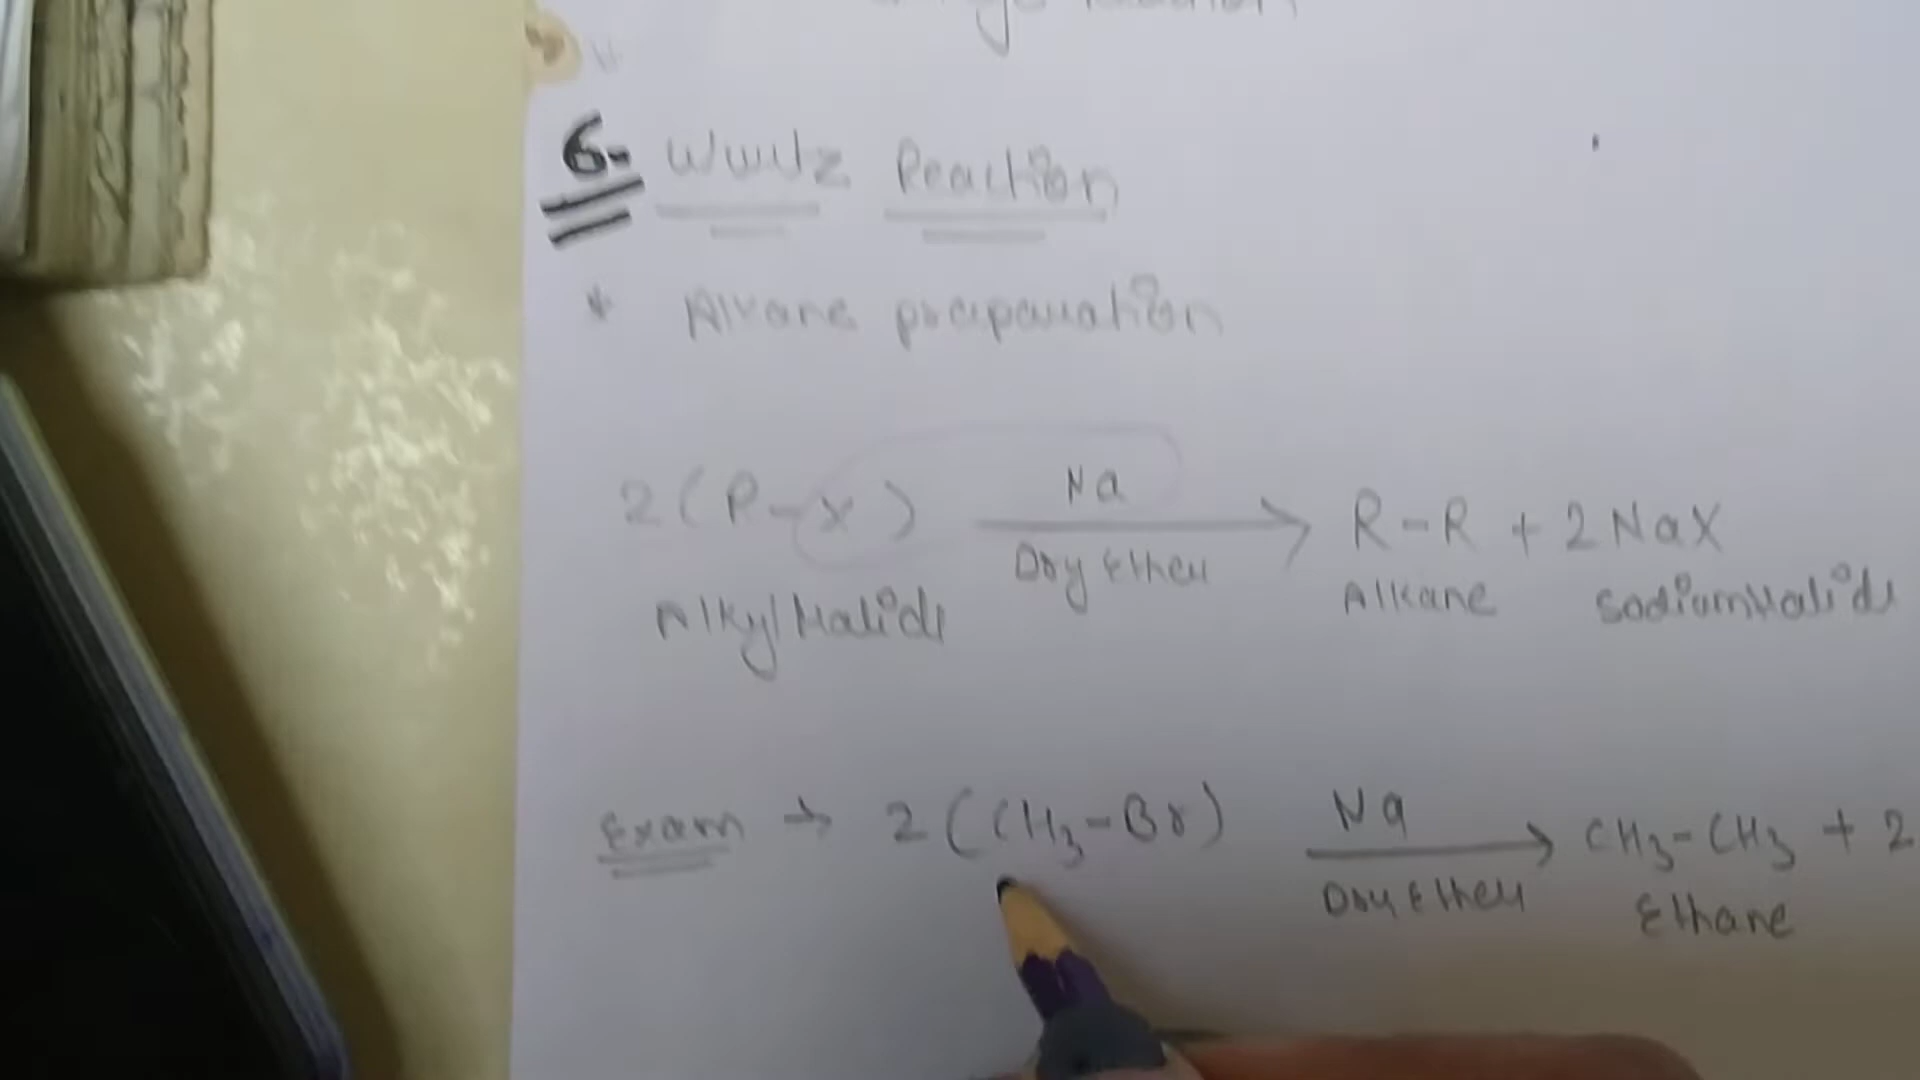 6- Wurtz Reaction
* Alkane preparation
2(R-X) Na Dry Ether → R-R + 2NaX
Alkyl Halide Alkane Sodium Halide
Exam → 2(CH3-Br) Na Dry Ether → CH3-CH3 + 2
Ethane